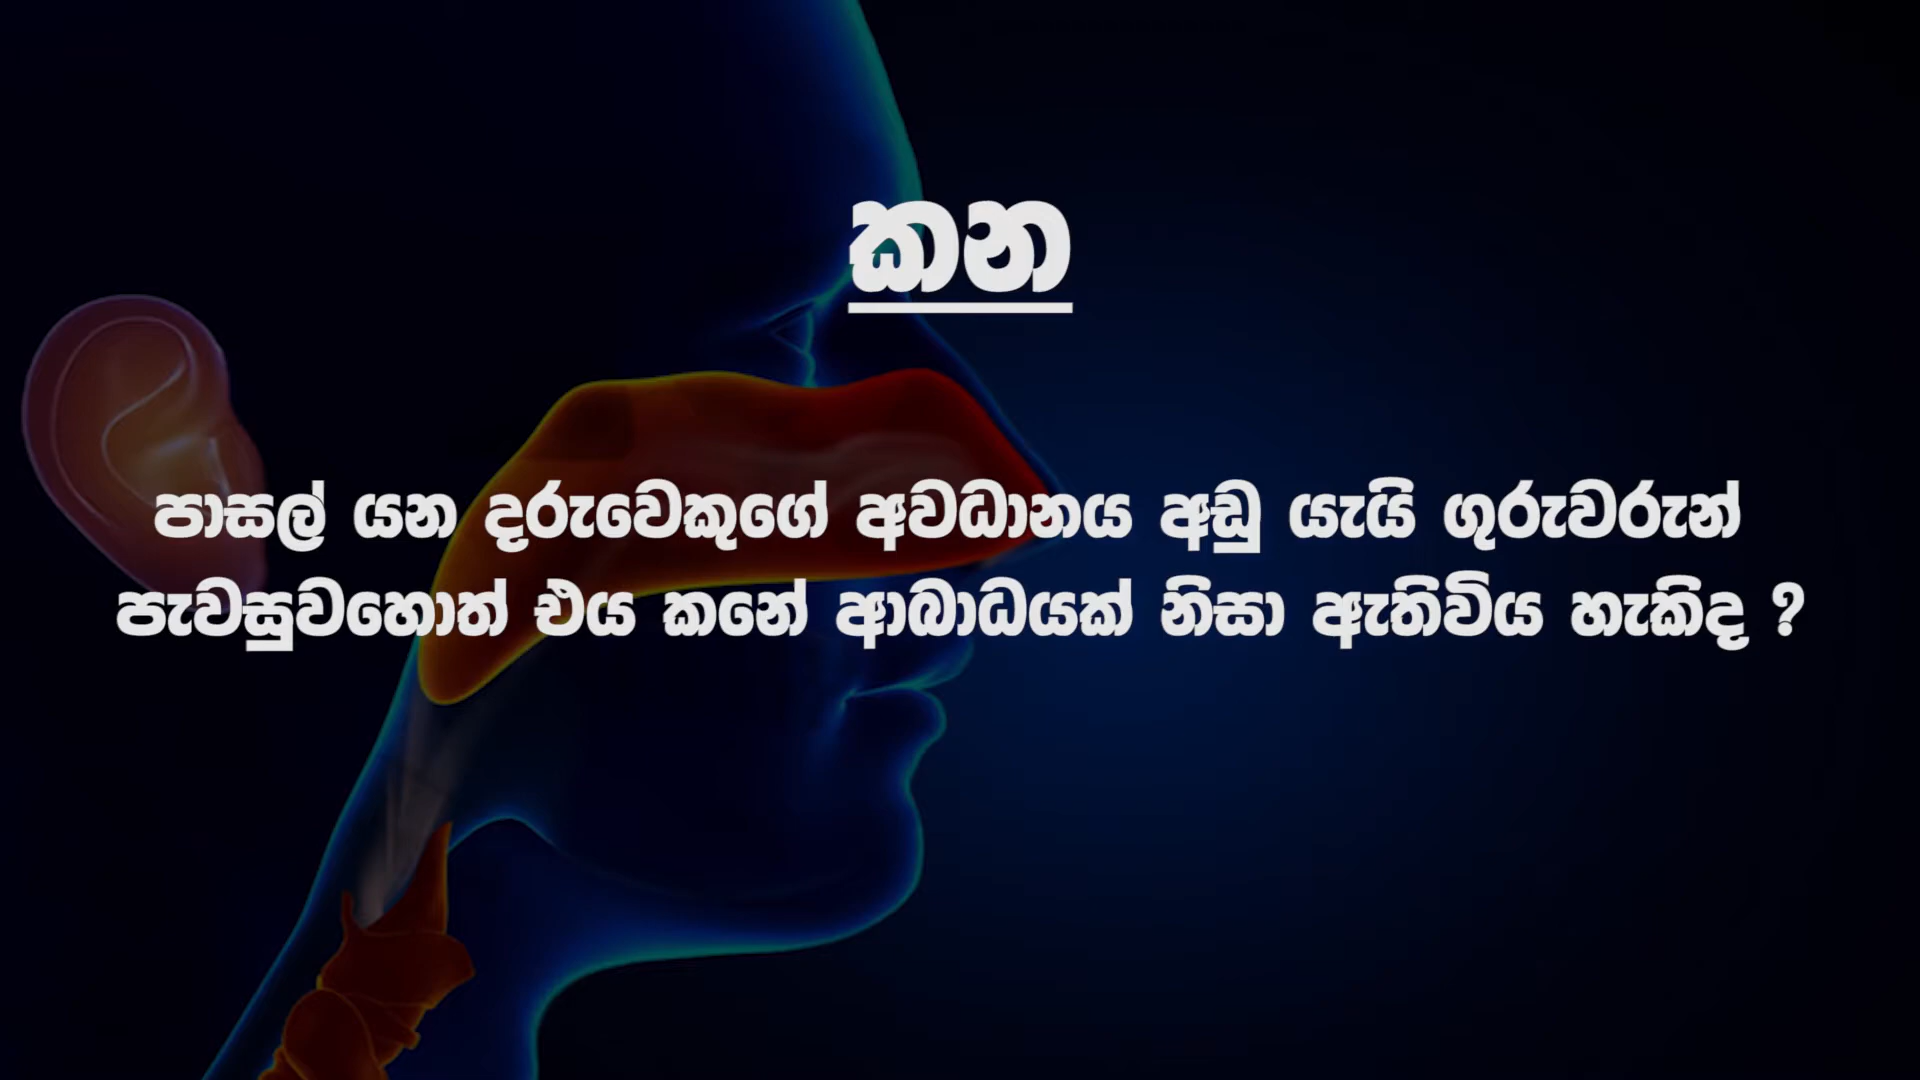 කන
පාසල් යන දරුවෙකුගේ අවධානය අඩු යැයි ගුරුවරුන්
පැවසුවහොත් එය කනේ ආබාධයක් නිසා ඇතිවිය හැකිද ?